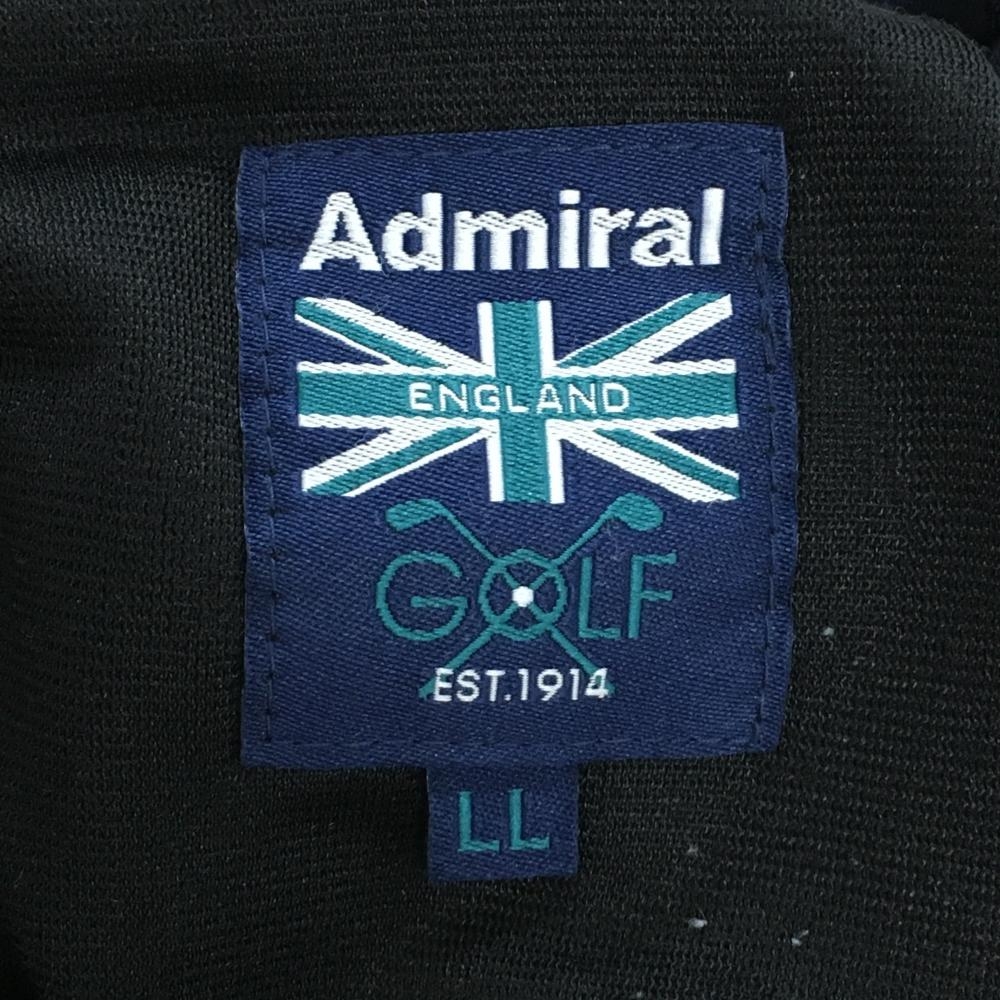 Admiral
ENGLAND
GOLF
EST.1914
LL